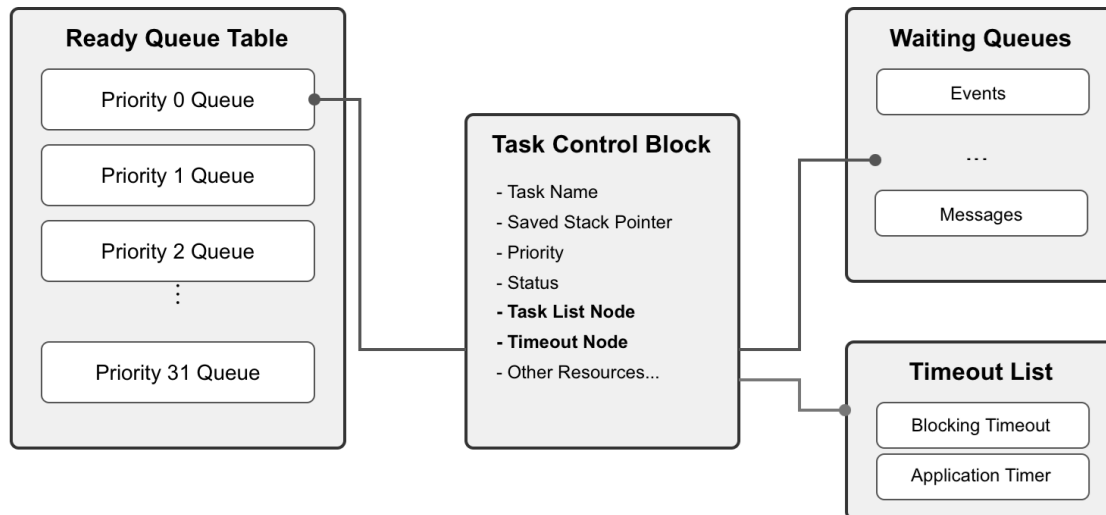 Ready Queue Table
Priority 0 Queue
Priority 1 Queue
Priority 2 Queue
⋮
Priority 31 Queue
Task Control Block
- Task Name
- Saved Stack Pointer
- Priority
- Status
- Task List Node
- Timeout Node
- Other Resources...
Waiting Queues
Events
...
Messages
Timeout List
Blocking Timeout
Application Timer